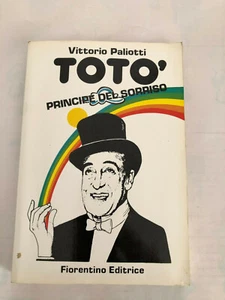 Vittorio Paliotti
TOTO'
PRINCIPE DEL SORRISO
Fiorentino Editrice